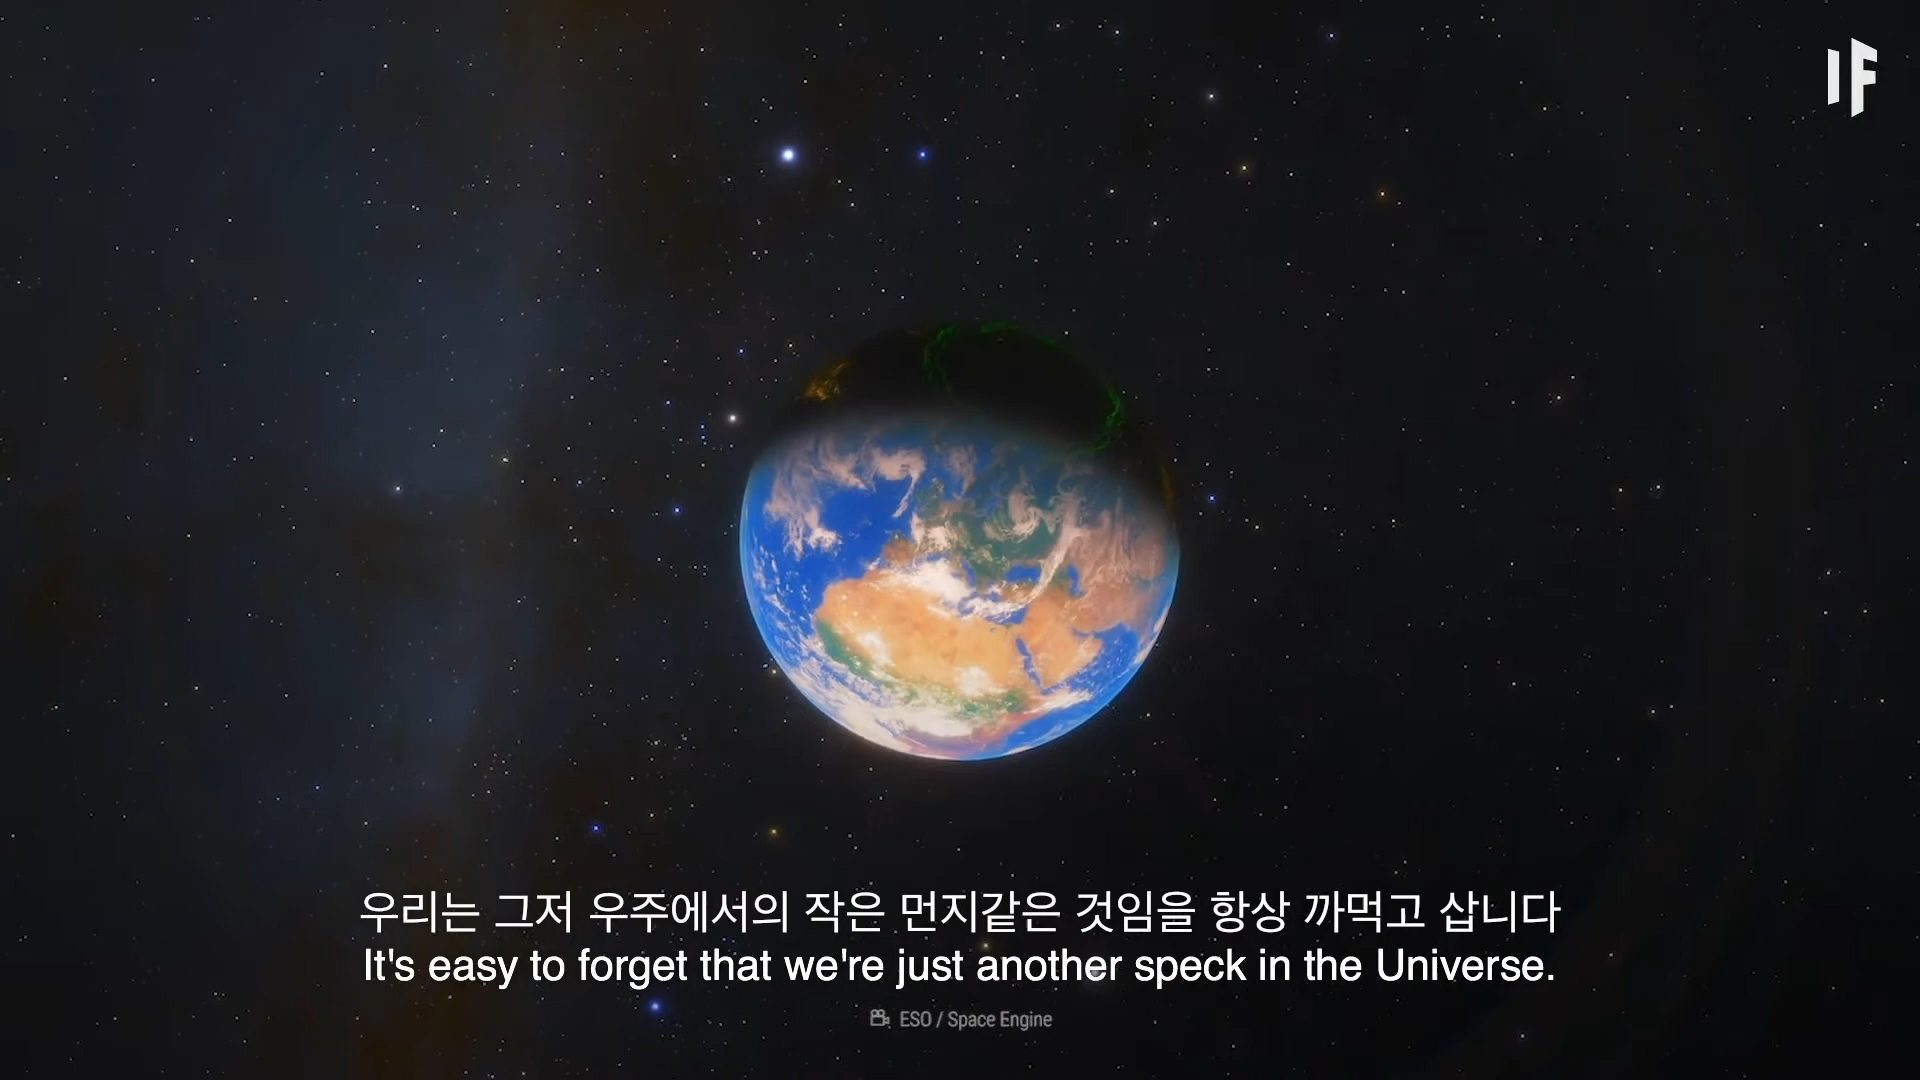 IF
우리는 그저 우주에서의 작은 먼지같은 것임을 항상 까먹고 삽니다
It's easy to forget that we're just another speck in the Universe.
ESO / Space Engine